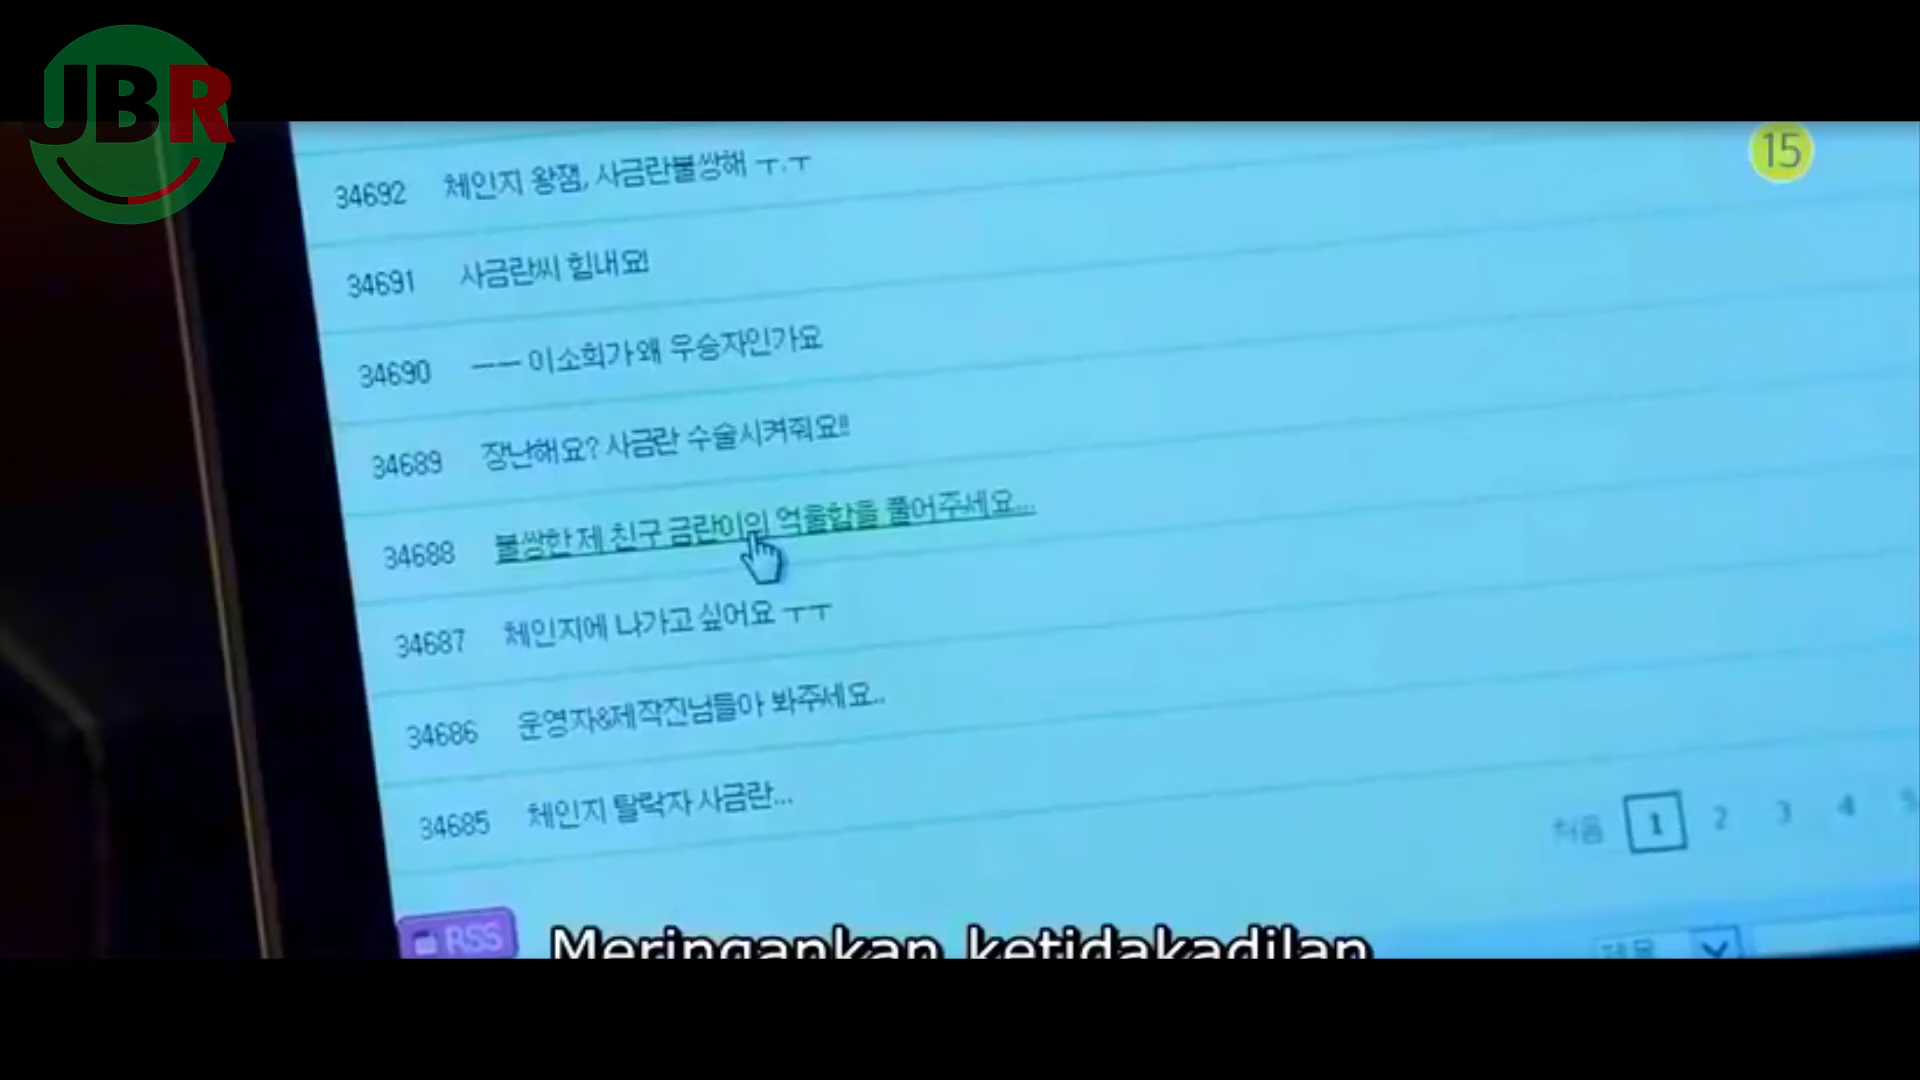 JBR
15
34692 체인지 왕잼, 사금란불쌍해 ㅜ.ㅜ
34691 사금란씨 힘내요!
34690 ㅡㅡ 이소희가 왜 우승자인가요
34689 장난해요? 사금란 수술시켜줘요!!
34688 불쌍한 제 친구 금란이의 억울함을 풀어주세요...
34687 체인지에 나가고 싶어요 ㅜㅜ
34686 운영자&제작진님들아 봐주세요..
34685 체인지 탈락자 사금란...
처음 1 2 3 4 5
RSS
제목
Meringankan ketidakadilan